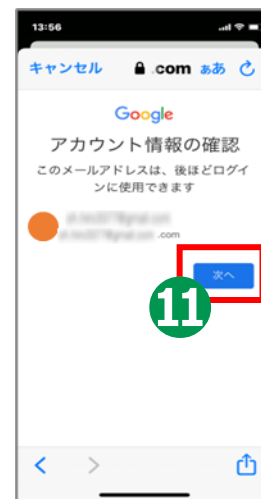 13:56
キャンセル .com ぁあ
Google
アカウント情報の確認
このメールアドレスは、後ほどログイ
ンに使用できます
.com
次へ
11